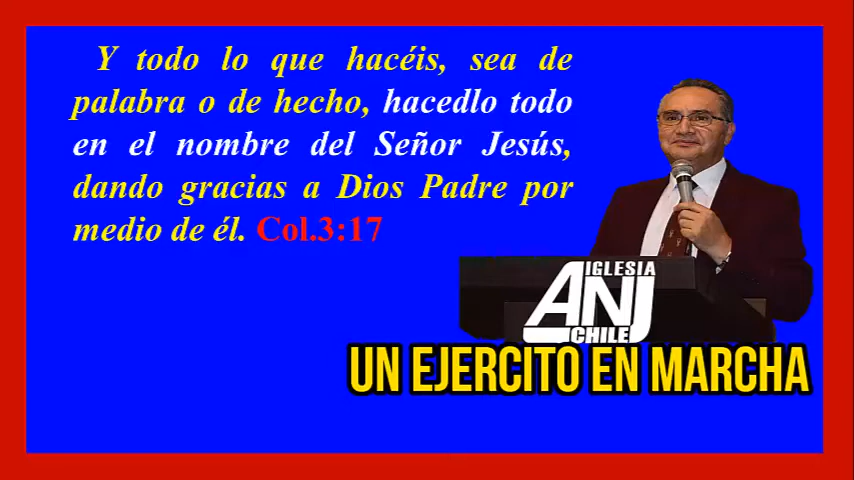 Y todo lo que hacéis, sea de
palabra o de hecho, hacedlo todo
en el nombre del Señor Jesús,
dando gracias a Dios Padre por
medio de él. Col.3:17
IGLESIA
ANJ
CHILE
UN EJERCITO EN MARCHA